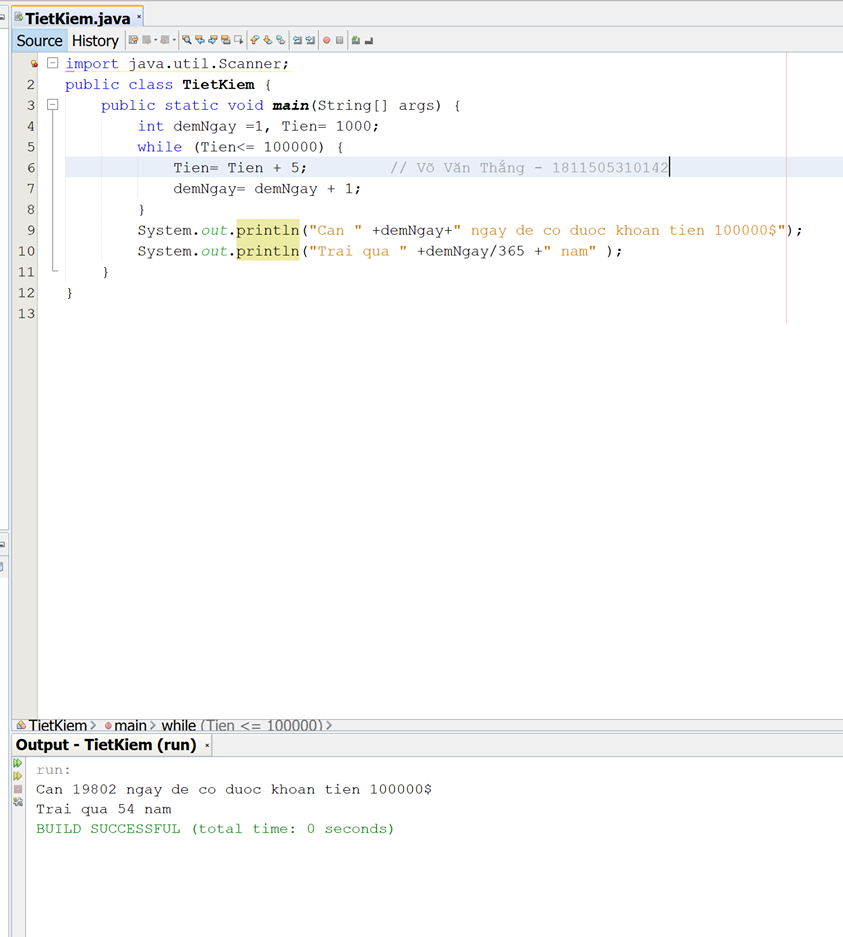 TietKiem.java
Source History
import java.util.Scanner;
2 public class TietKiem {
3 public static void main(String[] args) {
4 int demNgay =1, Tien= 1000;
5 while (Tien<= 100000) {
6 Tien= Tien + 5; // Võ Văn Thắng - 1811505310142
7 demNgay= demNgay + 1;
8 }
9 System.out.println("Can " +demNgay+" ngay de co duoc khoan tien 100000$");
10 System.out.println("Trai qua " +demNgay/365 +" nam" );
11 }
12 }
13
TietKiem main while (Tien <= 100000)
Output - TietKiem (run)
run:
Can 19802 ngay de co duoc khoan tien 100000$
Trai qua 54 nam
BUILD SUCCESSFUL (total time: 0 seconds)